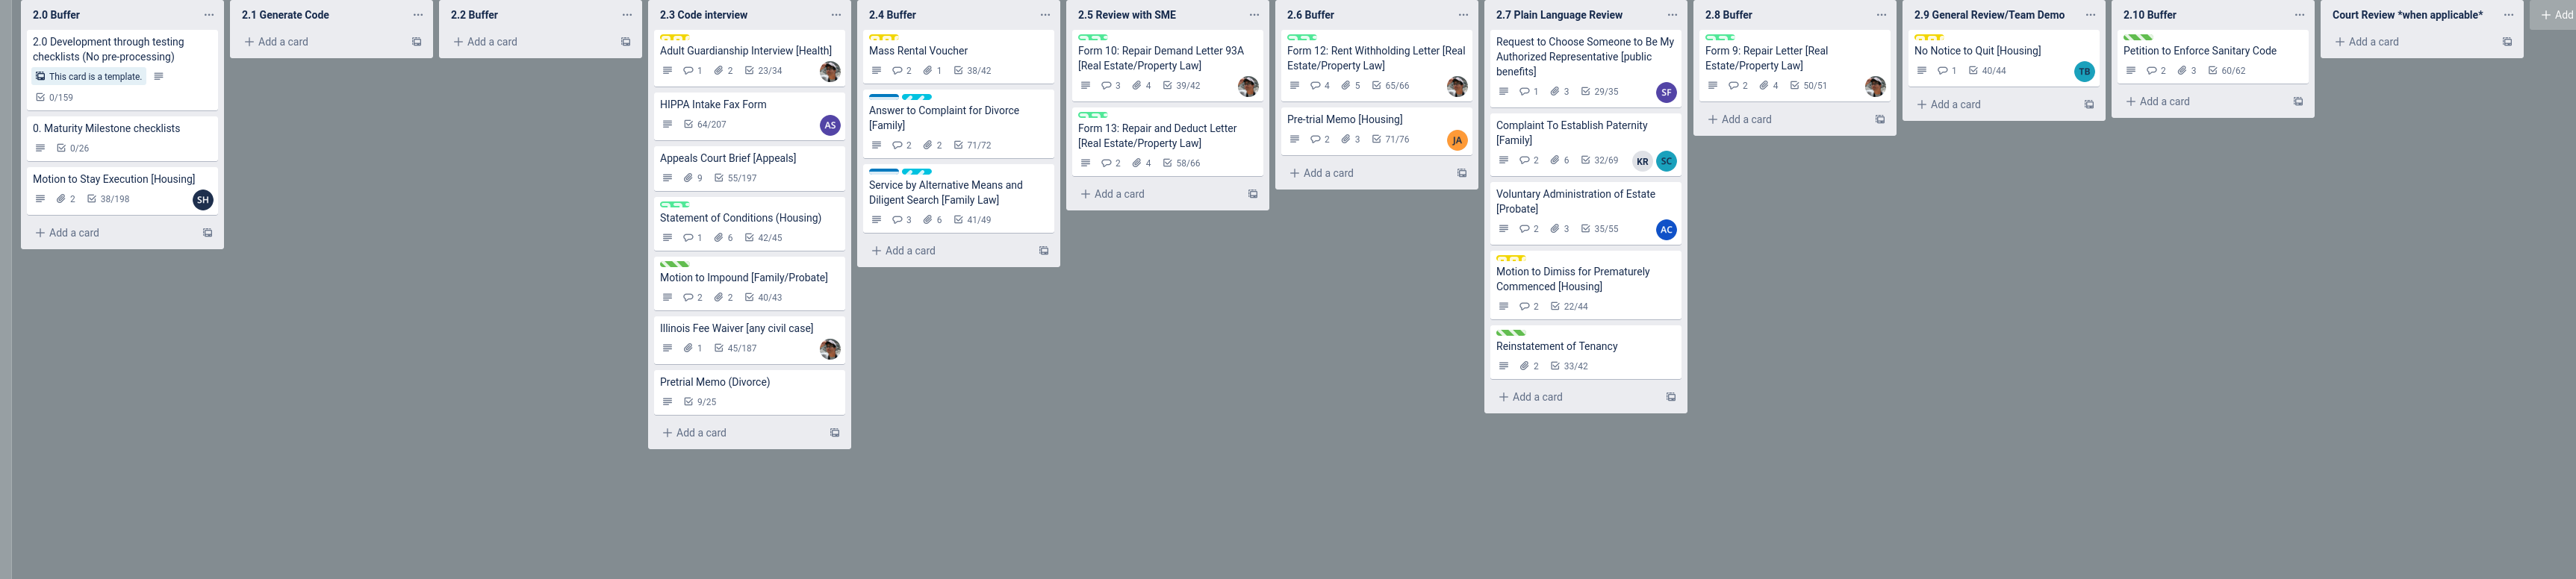 2.0 Buffer
2.0 Development through testing
checklists (No pre-processing)
This card is a template.
0/159
0. Maturity Milestone checklists
0/26
Motion to Stay Execution [Housing]
2 38/198 SH
Add a card
2.1 Generate Code
Add a card
2.2 Buffer
Add a card
2.3 Code interview
Adult Guardianship Interview [Health]
1 2 23/34
HIPPA Intake Fax Form
64/207 AS
Appeals Court Brief [Appeals]
9 55/197
Statement of Conditions (Housing)
1 6 42/45
Motion to Impound [Family/Probate]
2 2 40/43
Illinois Fee Waiver [any civil case]
1 45/187
Pretrial Memo (Divorce)
9/25
Add a card
2.4 Buffer
Mass Rental Voucher
2 1 38/42
Answer to Complaint for Divorce
[Family]
2 2 71/72
Service by Alternative Means and
Diligent Search [Family Law]
3 6 41/49
Add a card
2.5 Review with SME
Form 10: Repair Demand Letter 93A
[Real Estate/Property Law]
3 4 39/42
Form 13: Repair and Deduct Letter
[Real Estate/Property Law]
2 4 58/66
Add a card
2.6 Buffer
Form 12: Rent Withholding Letter [Real
Estate/Property Law]
4 5 65/66
Pre-trial Memo [Housing]
2 3 71/76 JA
Add a card
2.7 Plain Language Review
Request to Choose Someone to Be My
Authorized Representative [public
benefits]
1 3 29/35 SF
Complaint To Establish Paternity
[Family]
2 6 32/69 KR SC
Voluntary Administration of Estate
[Probate]
2 3 35/55 AC
Motion to Dimiss for Prematurely
Commenced [Housing]
2 22/44
Reinstatement of Tenancy
2 33/42
Add a card
2.8 Buffer
Form 9: Repair Letter [Real
Estate/Property Law]
2 4 50/51
Add a card
2.9 General Review/Team Demo
No Notice to Quit [Housing]
1 40/44 TB
Add a card
2.10 Buffer
Petition to Enforce Sanitary Code
2 3 60/62
Add a card
Court Review *when applicable*
Add a card
Add